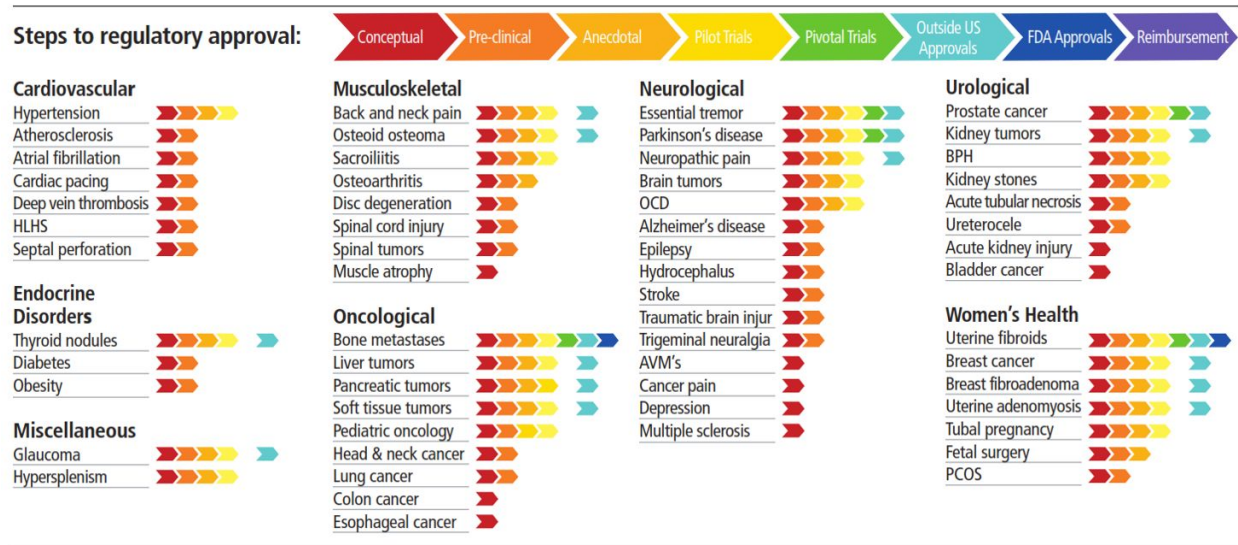 Steps to regulatory approval:
Conceptual
Pre-clinical
Anecdotal
Pilot Trials
Pivotal Trials
Outside US
Approvals
FDA Approvals
Reimbursement
Cardiovascular
Hypertension
Atherosclerosis
Atrial fibrillation
Cardiac pacing
Deep vein thrombosis
HLHS
Septal perforation
Endocrine
Disorders
Thyroid nodules
Diabetes
Obesity
Miscellaneous
Glaucoma
Hypersplenism
Musculoskeletal
Back and neck pain
Osteoid osteoma
Sacroiliitis
Osteoarthritis
Disc degeneration
Spinal cord injury
Spinal tumors
Muscle atrophy
Oncological
Bone metastases
Liver tumors
Pancreatic tumors
Soft tissue tumors
Pediatric oncology
Head & neck cancer
Lung cancer
Colon cancer
Esophageal cancer
Neurological
Essential tremor
Parkinson's disease
Neuropathic pain
Brain tumors
OCD
Alzheimer's disease
Epilepsy
Hydrocephalus
Stroke
Traumatic brain injur
Trigeminal neuralgia
AVM's
Cancer pain
Depression
Multiple sclerosis
Urological
Prostate cancer
Kidney tumors
BPH
Kidney stones
Acute tubular necrosis
Ureterocele
Acute kidney injury
Bladder cancer
Women's Health
Uterine fibroids
Breast cancer
Breast fibroadenoma
Uterine adenomyosis
Tubal pregnancy
Fetal surgery
PCOS